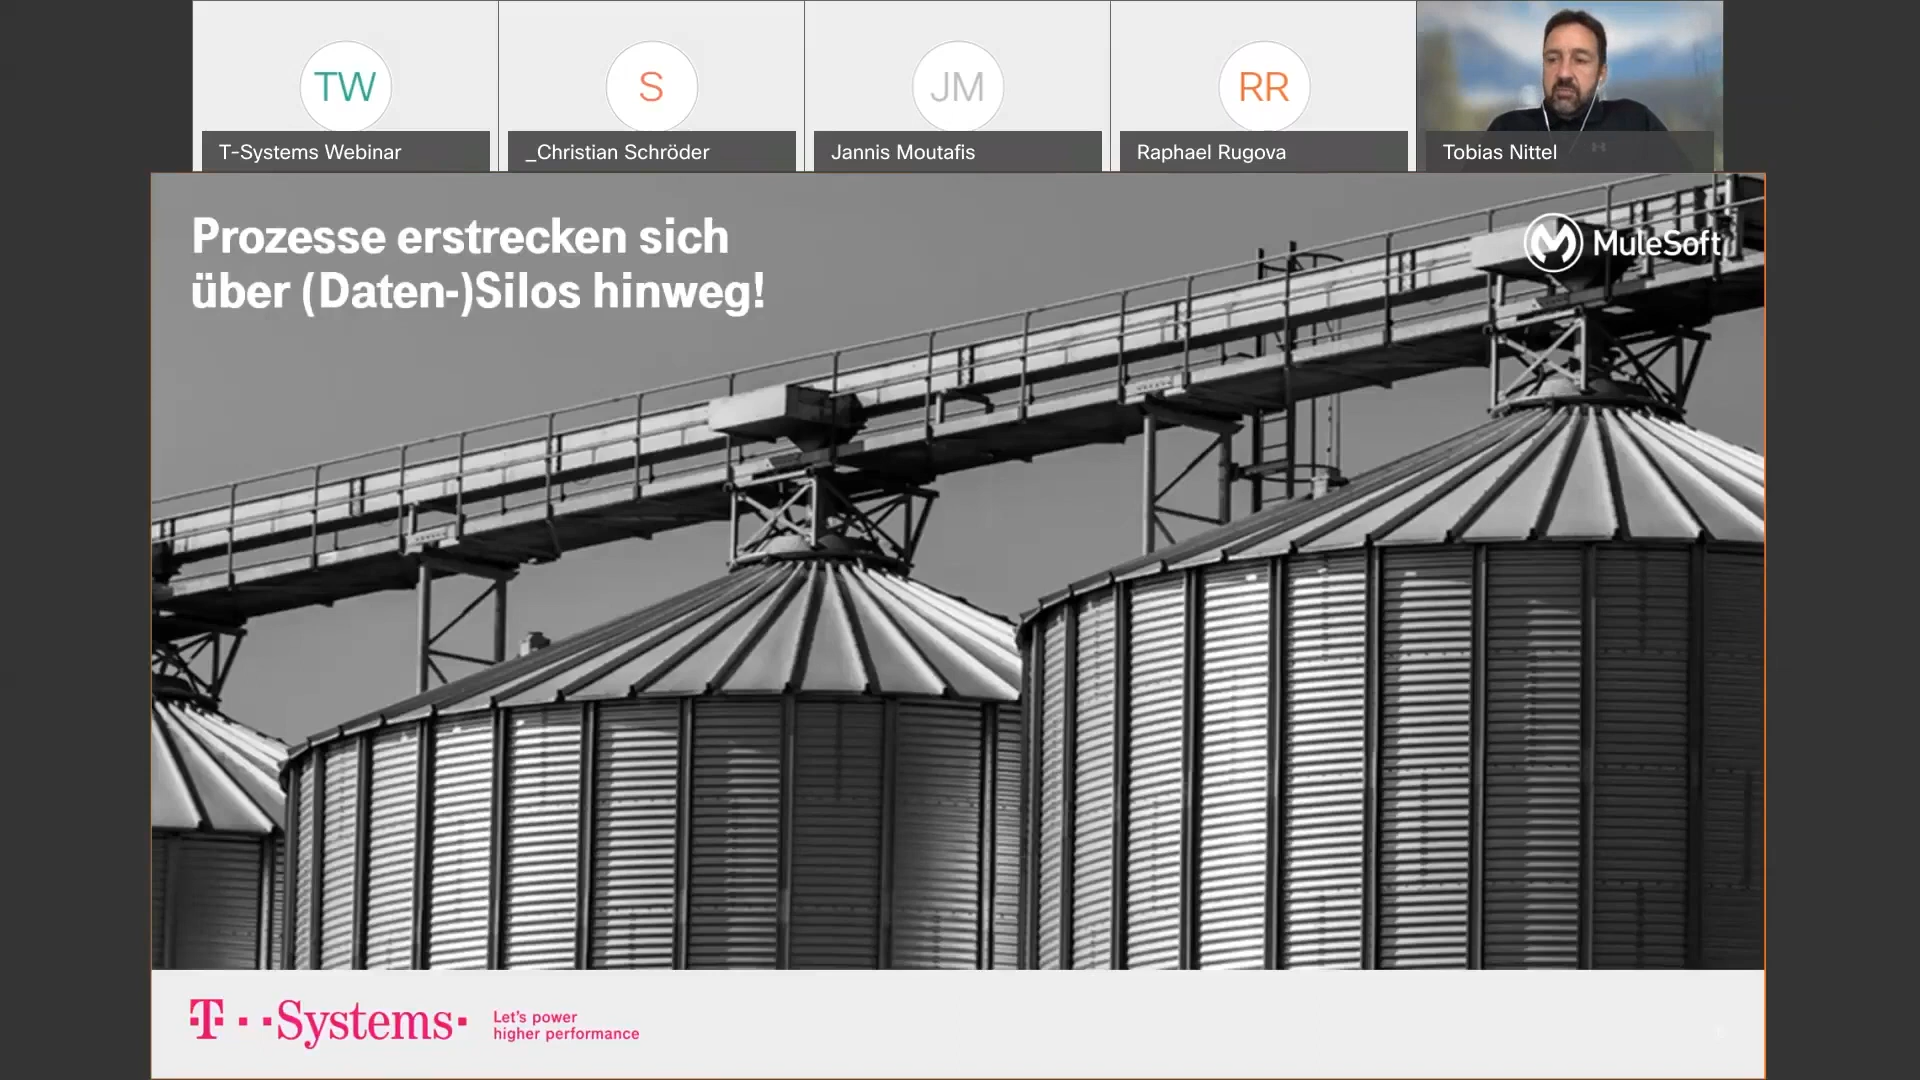 TW
S
JM
RR
T-Systems Webinar
_Christian Schröder
Jannis Moutafis
Raphael Rugova
Tobias Nittel
Prozesse erstrecken sich
über (Daten-)Silos hinweg!
MuleSoft
T··Systems·
Let's power
higher performance